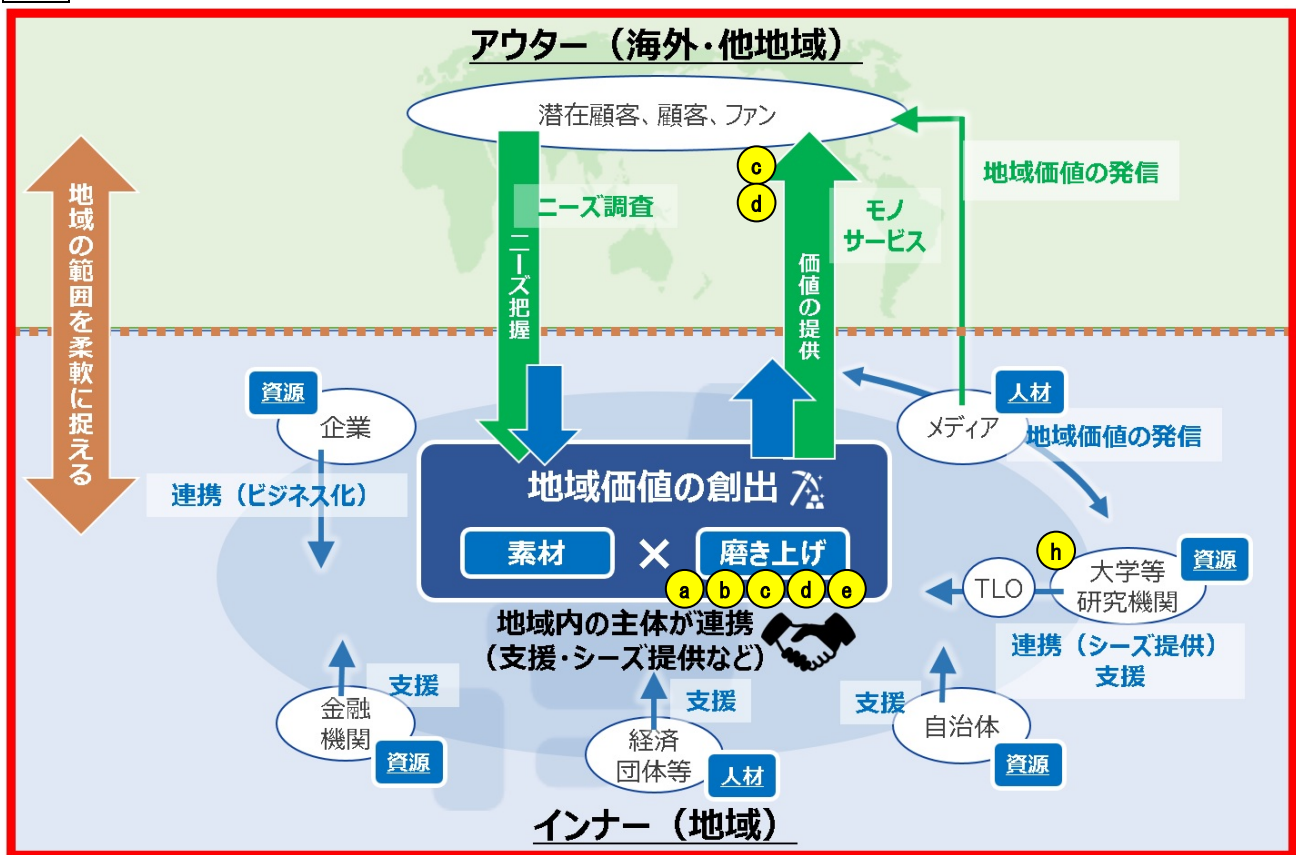 アウター（海外・他地域）
潜在顧客、顧客、ファン
地域の範囲を柔軟に捉える
ニーズ調査
ニーズ把握
c
d
モノ
サービス
価値の提供
地域価値の発信
資源
企業
連携（ビジネス化）
人材
メディア
地域価値の発信
地域価値の創出
素材
×
磨き上げ
a
b
c
d
e
地域内の主体が連携
（支援・シーズ提供など）
h
TLO
大学等
研究機関
資源
連携（シーズ提供）
支援
支援
金融
機関
資源
支援
経済
団体等
人材
支援
自治体
資源
インナー（地域）